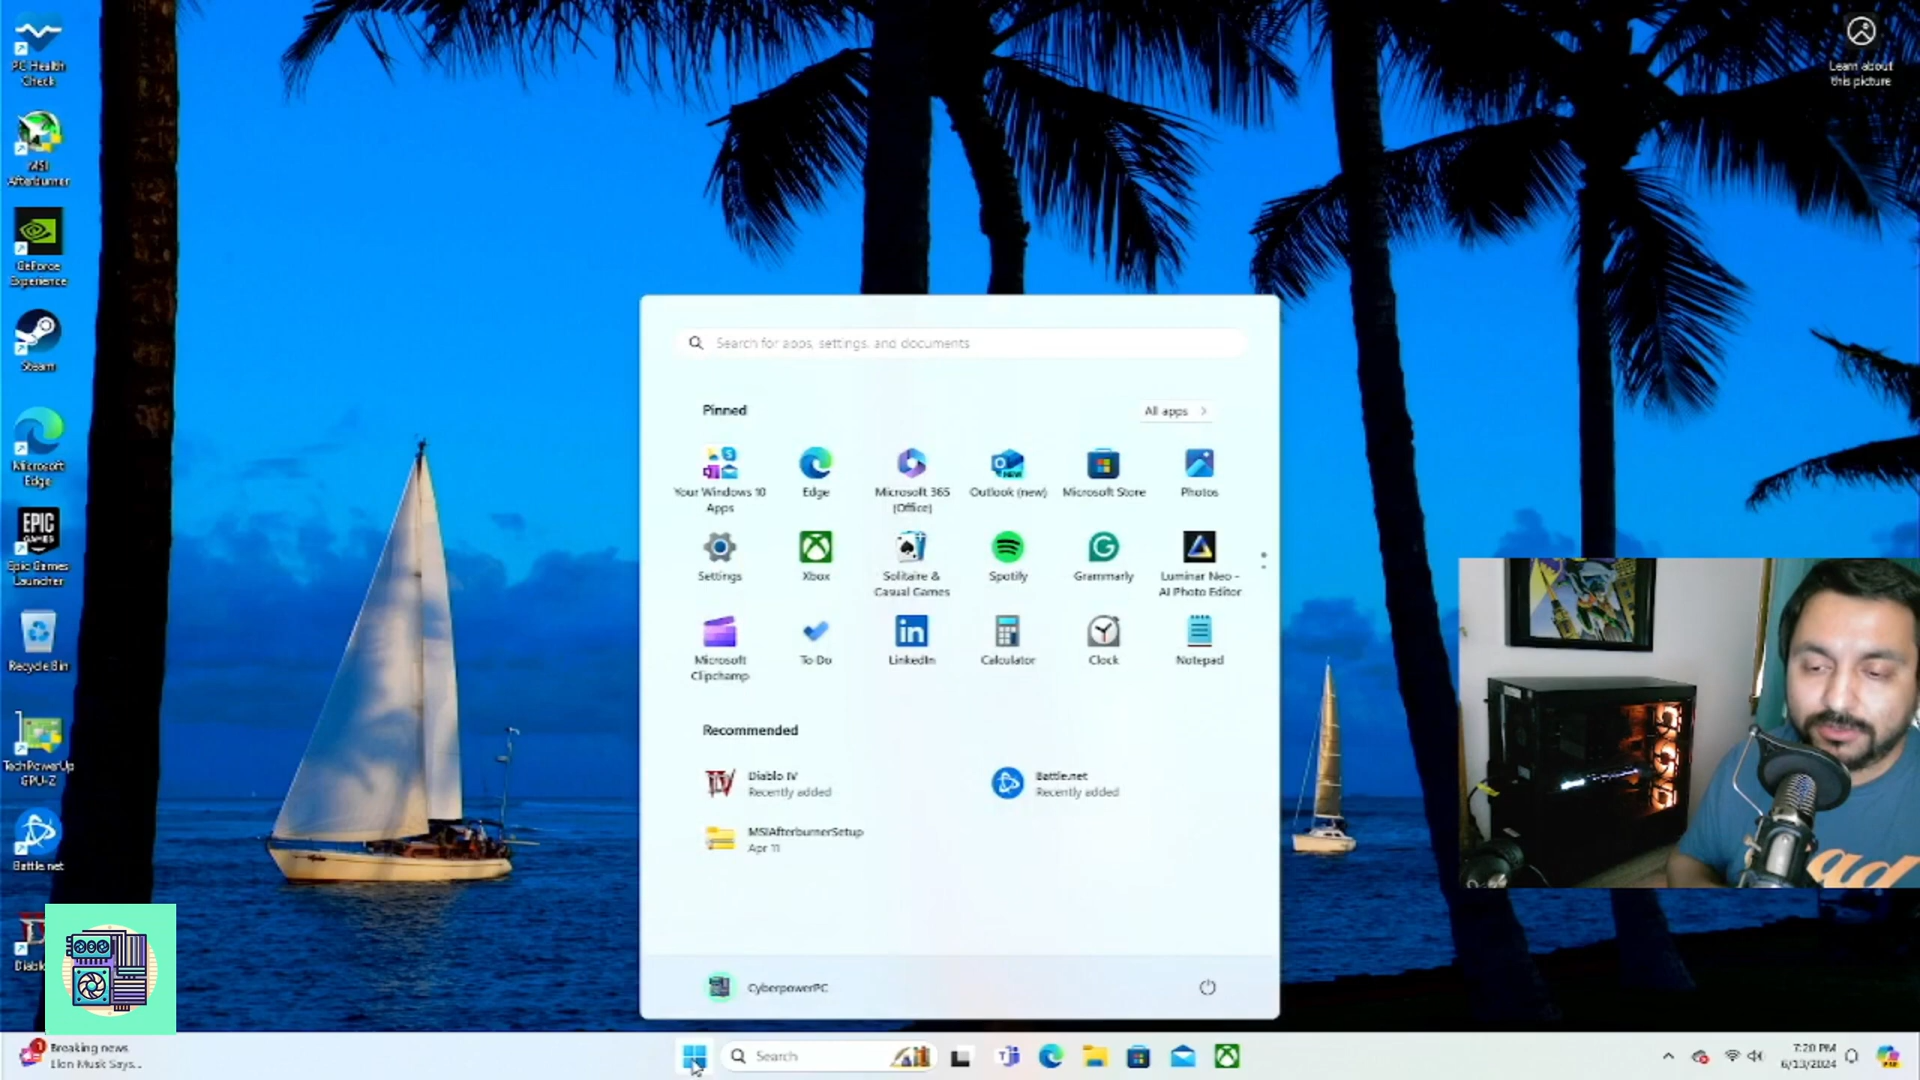 PC Health
Check
MSI
Afterburner
GeForce
Experience
Steam
Microsoft
Edge
EPIC
GAMES
Epic Games
Launcher
Recycle Bin
TechPowerUp
GPU-Z
Battle.net
Diablo
Learn about
this picture
Search for apps, settings, and documents
Pinned
All apps
Your Windows 10
Apps
Edge
Microsoft 365
(Office)
Outlook (new)
Microsoft Store
Photos
Settings
Xbox
Solitaire &
Casual Games
Spotify
Grammarly
Luminar Neo -
AI Photo Editor
Microsoft
Clipchamp
To Do
LinkedIn
Calculator
Clock
Notepad
Recommended
Diablo IV
Recently added
Battle.net
Recently added
MSIAfterburnerSetup
Apr 11
CyberpowerPC
Breaking news
Elon Musk Says...
Search
7:20 PM
6/13/2024